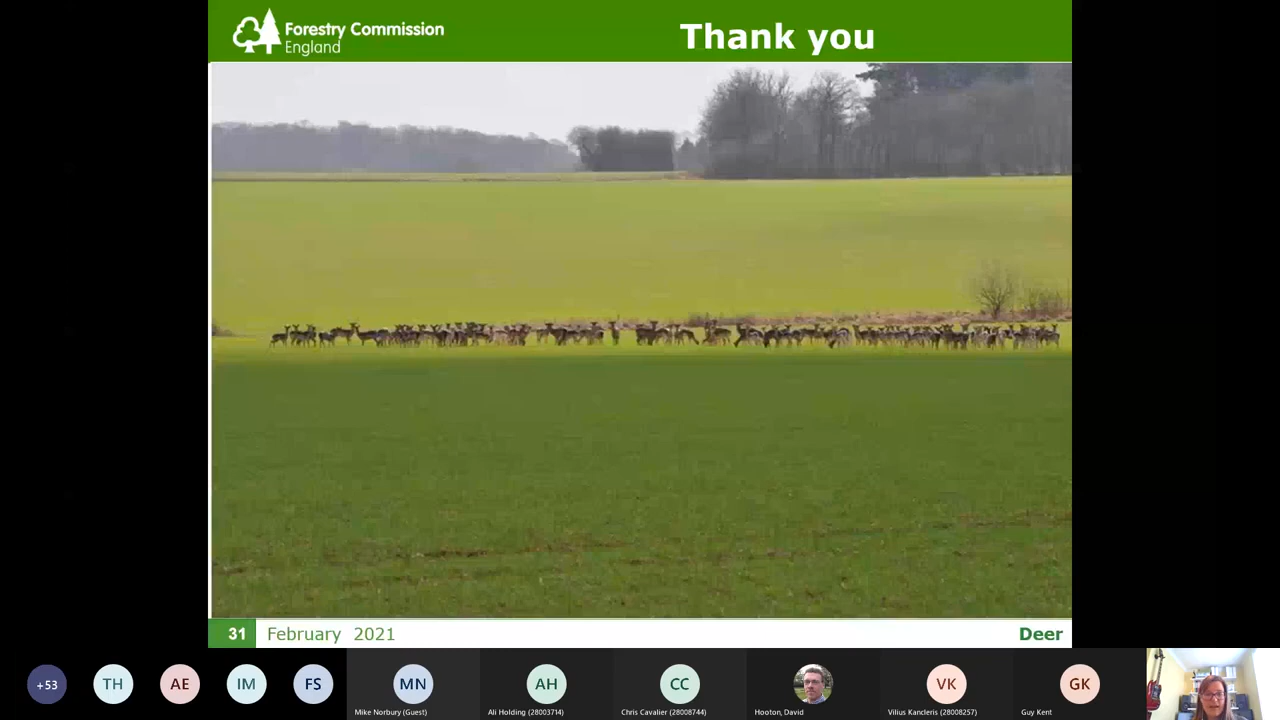 Forestry Commission
England
Thank you
31 February 2021
Deer
+53
TH
AE
IM
FS
MN
Mike Norbury (Guest)
AH
Ali Holding (28003714)
CC
Chris Cavalier (28008744)
Hooton, David
VK
Vilius Kancleris (28008257)
GK
Guy Kent